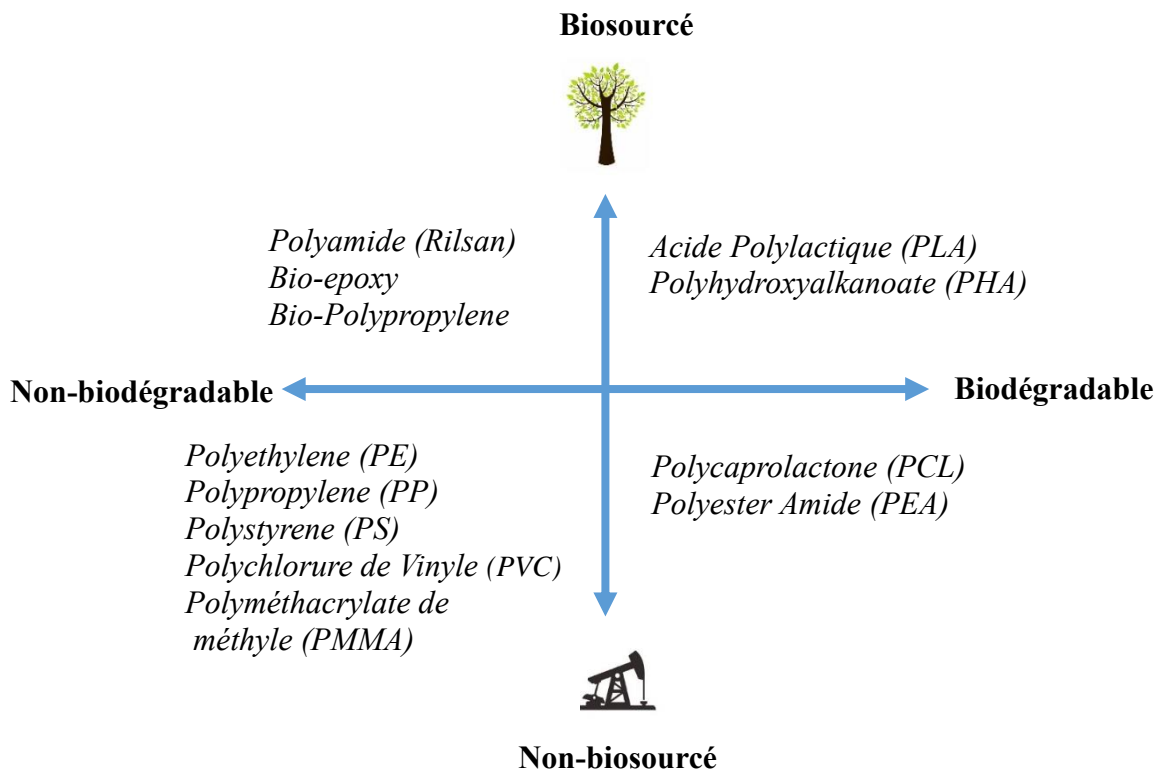 Biosourcé
Polyamide (Rilsan)
Bio-epoxy
Bio-Polypropylene
Acide Polylactique (PLA)
Polyhydroxyalkanoate (PHA)
Non-biodégradable
Biodégradable
Polyethylene (PE)
Polypropylene (PP)
Polystyrene (PS)
Polychlorure de Vinyle (PVC)
Polyméthacrylate de
méthyle (PMMA)
Polycaprolactone (PCL)
Polyester Amide (PEA)
Non-biosourcé